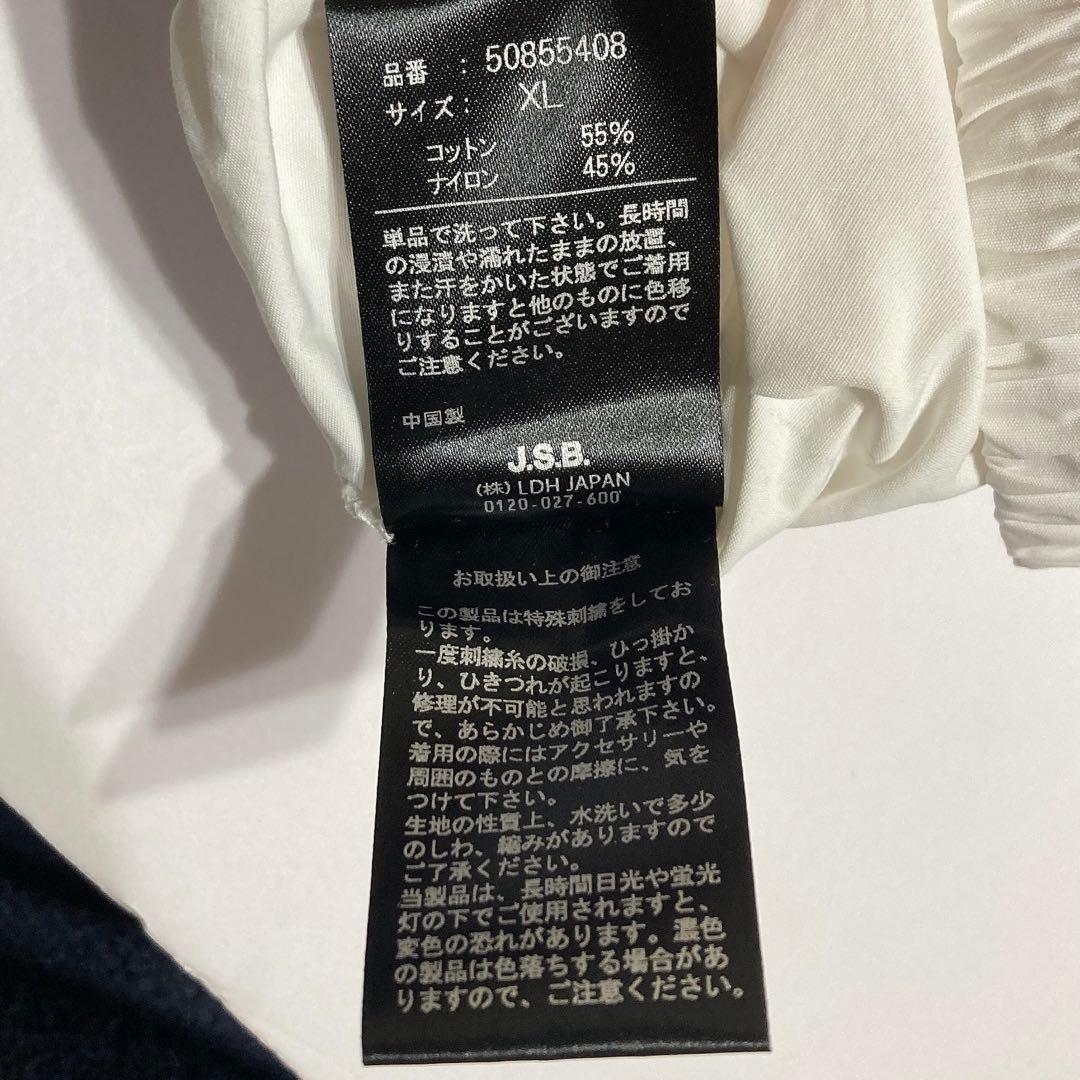 品番 : 50855408
サイズ : XL
コットン 55%
ナイロン 45%
単品で洗って下さい。長時間
の浸漬や濡れたままの放置、
また汗をかいた状態でご着用
になりますと他のものに色移
りすることがございますので
ご注意ください。
中国製
J.S.B.
(株) LDH JAPAN
0120-027-600
お取扱い上の御注意
この製品は特殊刺繍をしてお
ります。
一度刺繍糸の破損、ひっ掛か
り、ひきつれが起こりますと、
修理が不可能と思われますの
で、あらかじめ御了承下さい。
着用の際にはアクセサリーや
周囲のものとの摩擦に、気を
つけて下さい。
生地の性質上、水洗いで多少
のしわ、縮みがありますので
ご了承ください。
当製品は、長時間日光や蛍光
灯の下でご使用されますと、
変色の恐れがあります。濃色
の製品は色落ちする場合があ
りますので、ご注意ください。